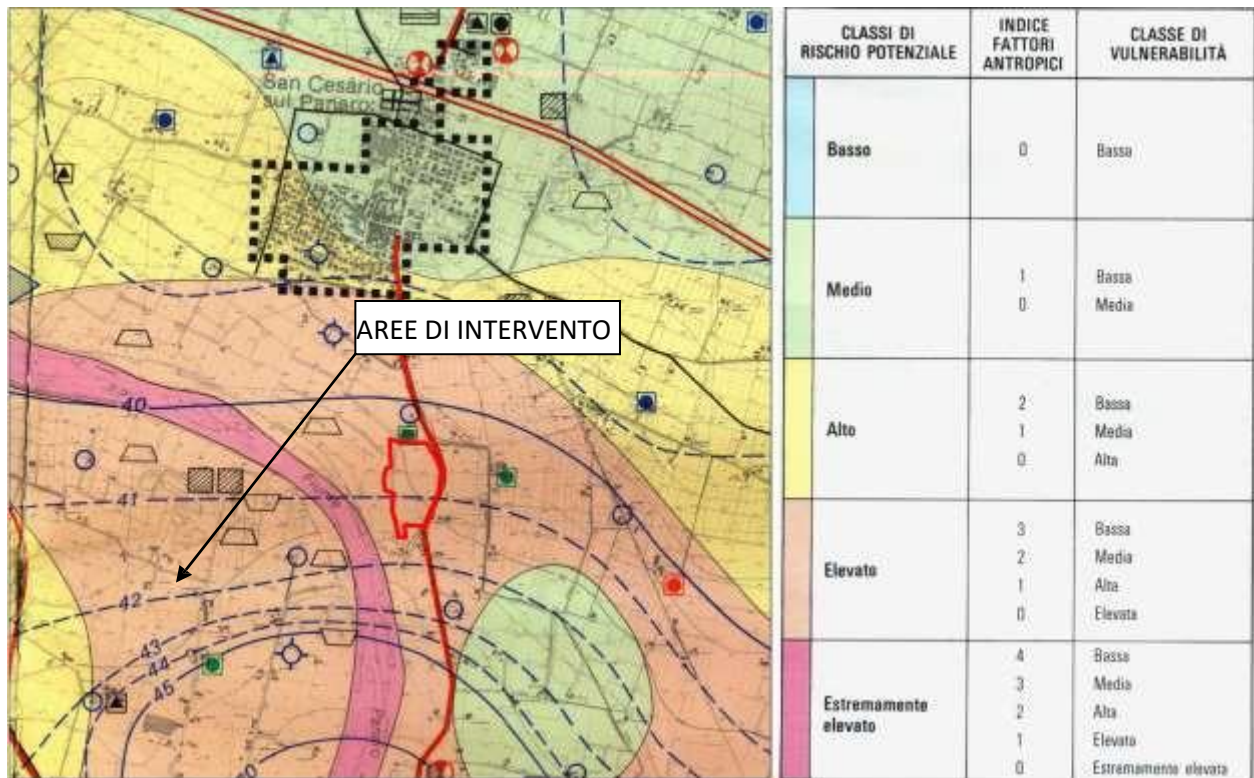 San Cesário
sul Panaro
AREE DI INTERVENTO
40
41
42
43
44
45
40
CLASSI DI
RISCHIO POTENZIALE
INDICE
FATTORI
ANTROPICI
CLASSE DI
VULNERABILITÀ
Basso
0
Bassa
Medio
1
Bassa
0
Media
Alto
2
Bassa
1
Media
0
Alta
Elevato
3
Bassa
2
Media
1
Alta
0
Elevata
Estremamente
elevato
4
Bassa
3
Media
2
Alta
1
Elevata
0
Estremamente elevata